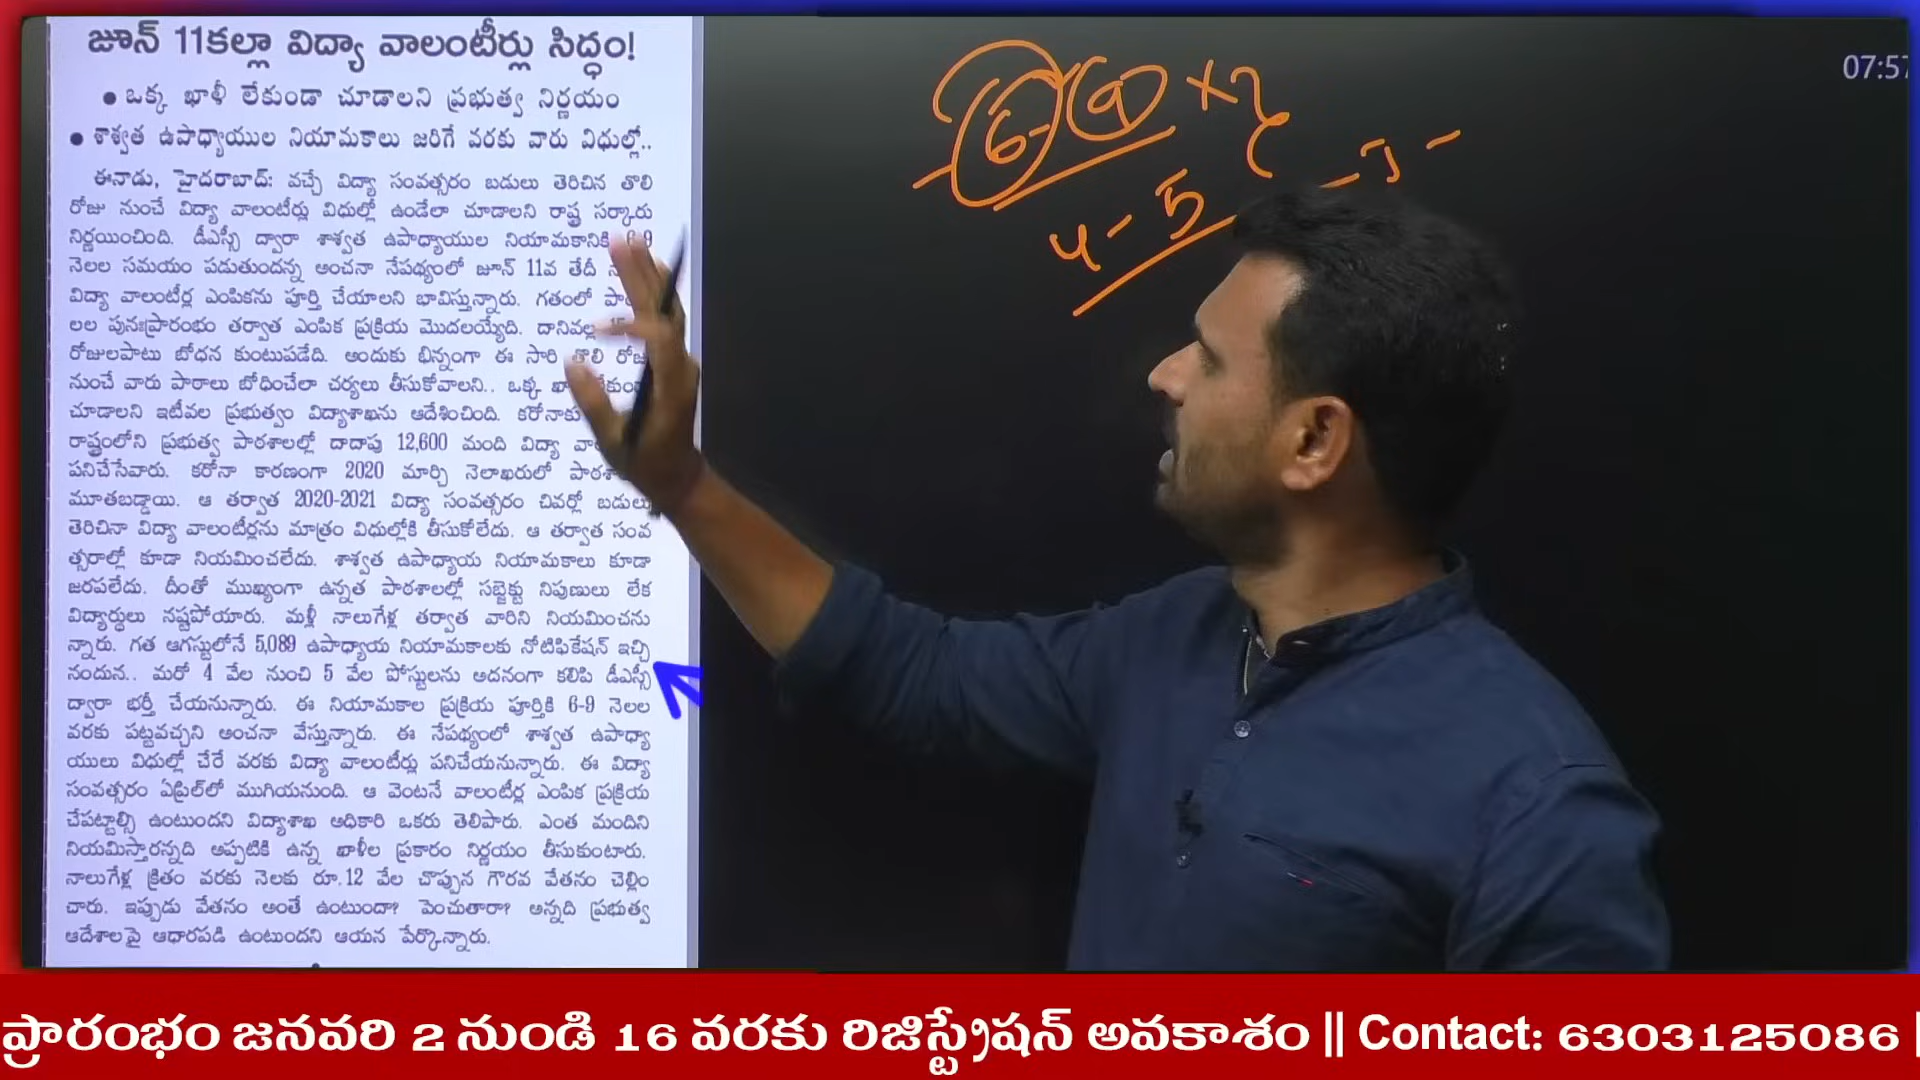 జూన్ 11కల్లా విద్యా వాలంటీర్లు సిద్ధం!
● ఒక్క ఖాళీ లేకుండా చూడాలని ప్రభుత్వ నిర్ణయం
● శాశ్వత ఉపాధ్యాయుల నియామకాలు జరిగే వరకు వారు విధుల్లో..
ఈనాడు, హైదరాబాద్: వచ్చే విద్యా సంవత్సరం బడులు తెరిచిన తొలి
రోజు నుంచే విద్యా వాలంటీర్లు విధుల్లో ఉండేలా చూడాలని రాష్ట్ర సర్కారు
నిర్ణయించింది. డీఎస్సీ ద్వారా శాశ్వత ఉపాధ్యాయుల నియామకానికి 6-9
నెలల సమయం పడుతుందన్న అంచనా నేపథ్యంలో జూన్ 11వ తేదీ
విద్యా వాలంటీర్ల ఎంపికను పూర్తి చేయాలని భావిస్తున్నారు. గతంలో
లల పునఃప్రారంభం తర్వాత ఎంపిక ప్రక్రియ మొదలయ్యేది. దానివల్ల
రోజులపాటు బోధన కుంటుపడేది. అందుకు భిన్నంగా ఈ సారి తొలి రోజు
నుంచే వారు పాఠాలు బోధించేలా చర్యలు తీసుకోవాలని.. ఒక్క
చూడాలని ఇటీవల ప్రభుత్వం విద్యాశాఖను ఆదేశించింది. కరోనాకు
రాష్ట్రంలోని ప్రభుత్వ పాఠశాలల్లో దాదాపు 12,600 మంది విద్యా
పనిచేసేవారు. కరోనా కారణంగా 2020 మార్చి నెలాఖరులో
మూతబడ్డాయి. ఆ తర్వాత 2020-2021 విద్యా సంవత్సరం చివర్లో బడులు
తెరిచినా విద్యా వాలంటీర్లను మాత్రం విధుల్లోకి తీసుకోలేదు. ఆ తర్వాత సంవ
త్సరాల్లో కూడా నియమించలేదు. శాశ్వత ఉపాధ్యాయ నియామకాలు కూడా
జరపలేదు. దీంతో ముఖ్యంగా ఉన్నత పాఠశాలల్లో సబ్జెక్టు నిపుణులు లేక
విద్యార్థులు నష్టపోయారు. మళ్లీ నాలుగేళ్ల తర్వాత వారిని నియమించను
న్నారు. గత ఆగస్టులోనే 5,089 ఉపాధ్యాయ నియామకాలకు నోటిఫికేషన్ ఇచ్చి
నందున.. మరో 4 వేల నుంచి 5 వేల పోస్టులను అదనంగా కలిపి డీఎస్సీ
ద్వారా భర్తీ చేయనున్నారు. ఈ నియామకాల ప్రక్రియ పూర్తికి 6-9 నెలల
వరకు పట్టవచ్చని అంచనా వేస్తున్నారు. ఈ నేపథ్యంలో శాశ్వత ఉపాధ్యా
యులు విధుల్లో చేరే వరకు విద్యా వాలంటీర్లు పనిచేయనున్నారు. ఈ విద్యా
సంవత్సరం ఏప్రిల్‌లో ముగియనుంది. ఆ వెంటనే వాలంటీర్ల ఎంపిక ప్రక్రియ
చేపట్టాల్సి ఉంటుందని విద్యాశాఖ అధికారి ఒకరు తెలిపారు. ఎంత మందిని
నియమిస్తారన్నది అప్పటికి ఉన్న ఖాళీల ప్రకారం నిర్ణయం తీసుకుంటారు.
నాలుగేళ్ల క్రితం వరకు నెలకు రూ.12 వేల చొప్పున గౌరవ వేతనం చెల్లిం
చారు. ఇప్పుడు వేతనం అంతే ఉంటుందా? పెంచుతారా? అన్నది ప్రభుత్వ
ఆదేశాలపై ఆధారపడి ఉంటుందని ఆయన పేర్కొన్నారు.
6-9
4-5
07:57
ప్రారంభం జనవరి 2 నుండి 16 వరకు రిజిస్ట్రేషన్ అవకాశం || Contact: 6303125086